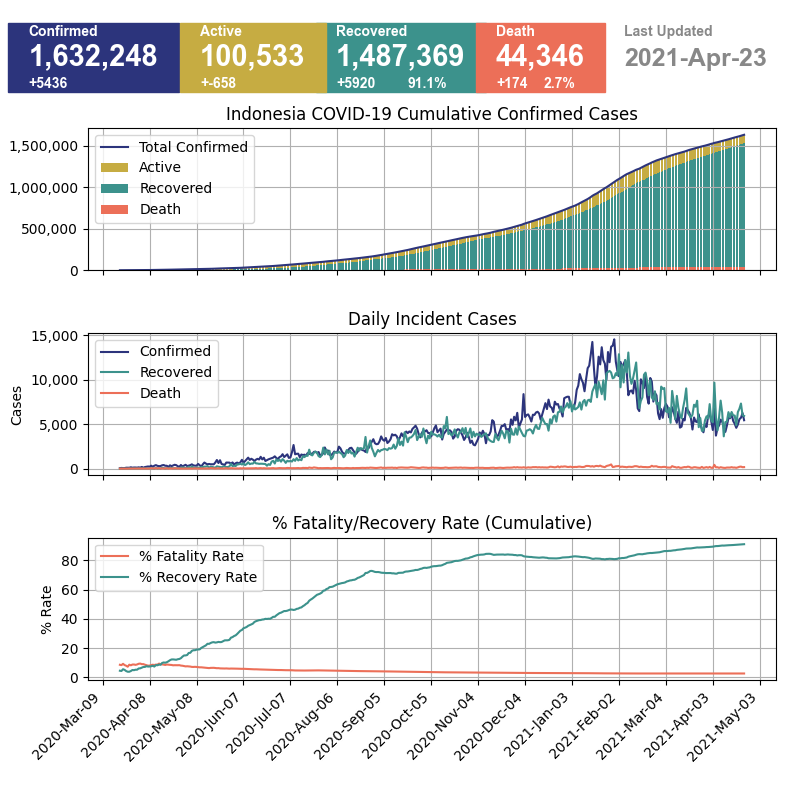 Confirmed
1,632,248
+5436
Active
100,533
+-658
Recovered
1,487,369
+5920 91.1%
Death
44,346
+174 2.7%
Last Updated
2021-Apr-23
Indonesia COVID-19 Cumulative Confirmed Cases
Total Confirmed
Active
Recovered
Death
1,500,000
1,000,000
500,000
0
Daily Incident Cases
Confirmed
Recovered
Death
Cases
15,000
10,000
5,000
0
% Fatality/Recovery Rate (Cumulative)
% Fatality Rate
% Recovery Rate
% Rate
80
60
40
20
0
2020-Mar-09
2020-Apr-08
2020-May-08
2020-Jun-07
2020-Jul-07
2020-Aug-06
2020-Sep-05
2020-Oct-05
2020-Nov-04
2020-Dec-04
2021-Jan-03
2021-Feb-02
2021-Mar-04
2021-Apr-03
2021-May-03